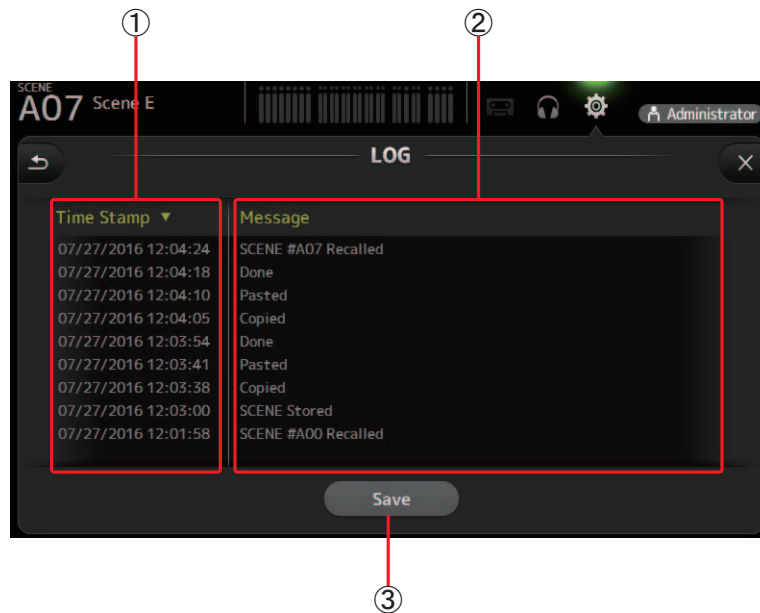 ① ②
SCENE
A07 Scene E Administrator
LOG
Time Stamp ▼ Message
07/27/2016 12:04:24 SCENE #A07 Recalled
07/27/2016 12:04:18 Done
07/27/2016 12:04:10 Pasted
07/27/2016 12:04:05 Copied
07/27/2016 12:03:54 Done
07/27/2016 12:03:41 Pasted
07/27/2016 12:03:38 Copied
07/27/2016 12:03:00 SCENE Stored
07/27/2016 12:01:58 SCENE #A00 Recalled
Save
③